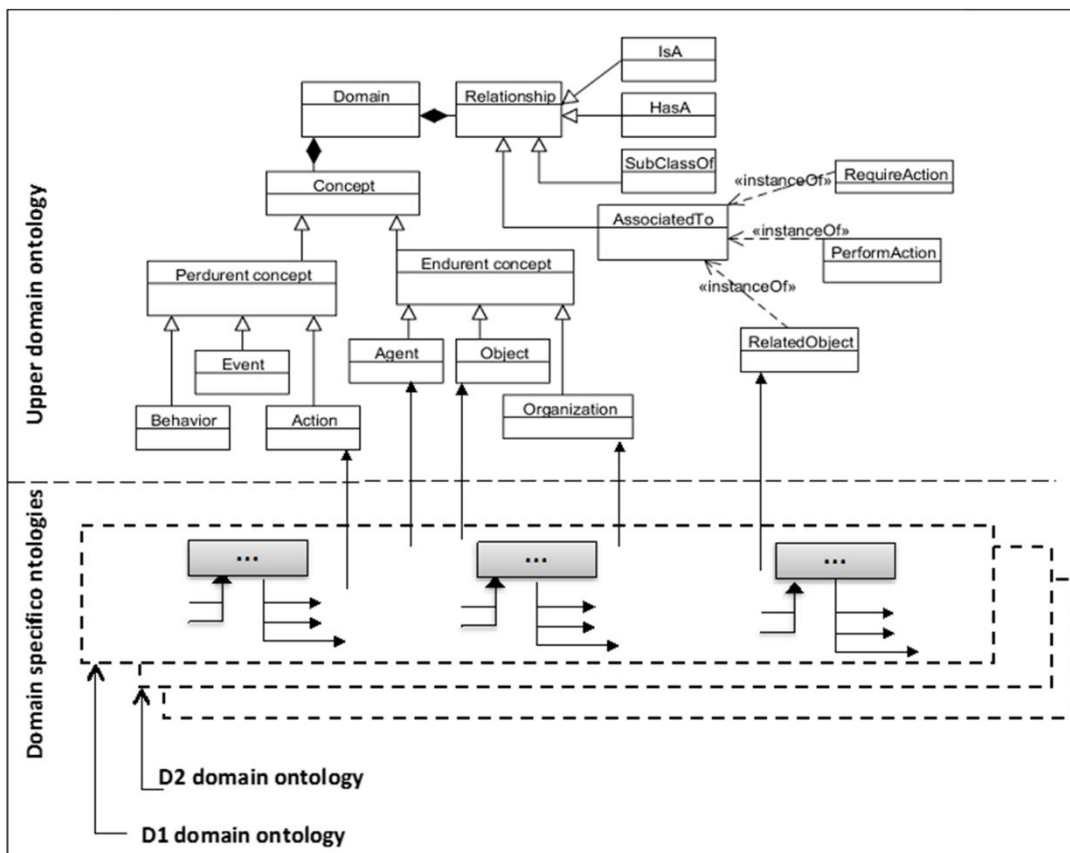 Upper domain ontology
IsA
Domain
Relationship
HasA
SubClassOf
RequireAction
«instanceOf»
Concept
AssociatedTo
«instanceOf»
PerformAction
Perdurent concept
Endurent concept
«instanceOf»
Agent
Object
RelatedObject
Event
Organization
Behavior
Action
Domain specifico ntologies
...
...
...
D2 domain ontology
D1 domain ontology